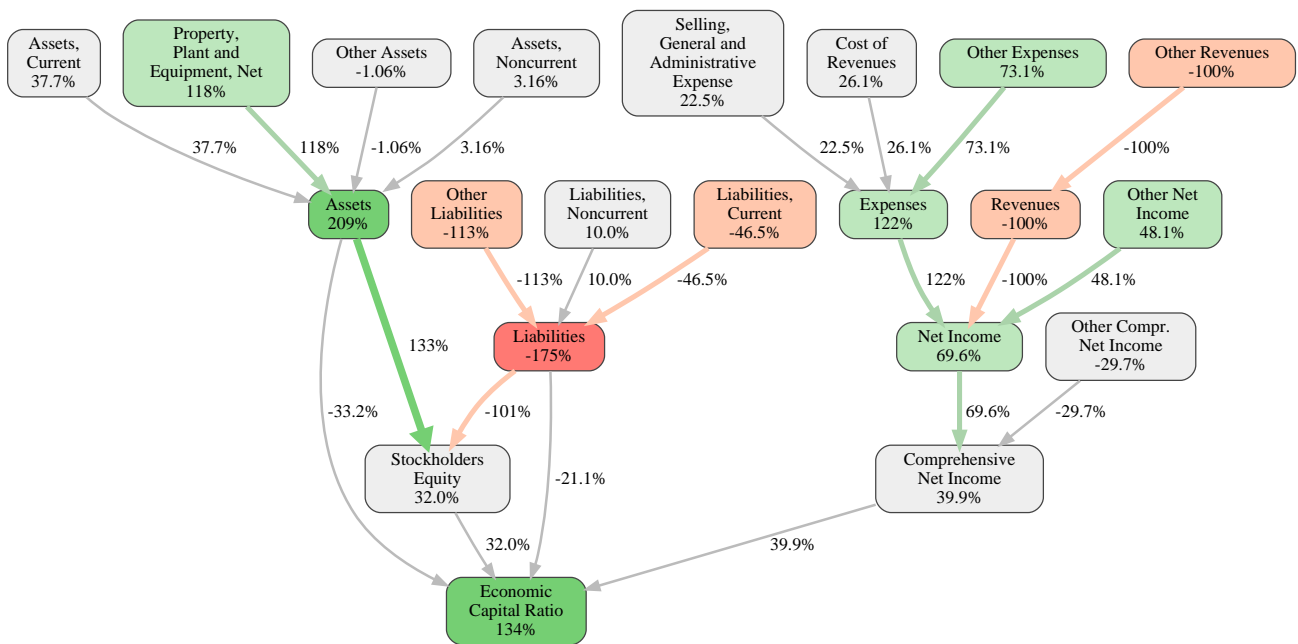 Assets,
Current
37.7%
Property,
Plant and
Equipment, Net
118%
Other Assets
-1.06%
Assets,
Noncurrent
3.16%
Selling,
General and
Administrative
Expense
22.5%
Cost of
Revenues
26.1%
Other Expenses
73.1%
Other Revenues
-100%
37.7%
118%
-1.06%
3.16%
22.5%
26.1%
73.1%
-100%
Assets
209%
Other
Liabilities
-113%
Liabilities,
Noncurrent
10.0%
Liabilities,
Current
-46.5%
Expenses
122%
Revenues
-100%
Other Net
Income
48.1%
-113%
10.0%
-46.5%
122%
-100%
48.1%
133%
Liabilities
-175%
Net Income
69.6%
Other Compr.
Net Income
-29.7%
-33.2%
-101%
69.6%
-29.7%
Stockholders
Equity
32.0%
-21.1%
Comprehensive
Net Income
39.9%
32.0%
39.9%
Economic
Capital Ratio
134%